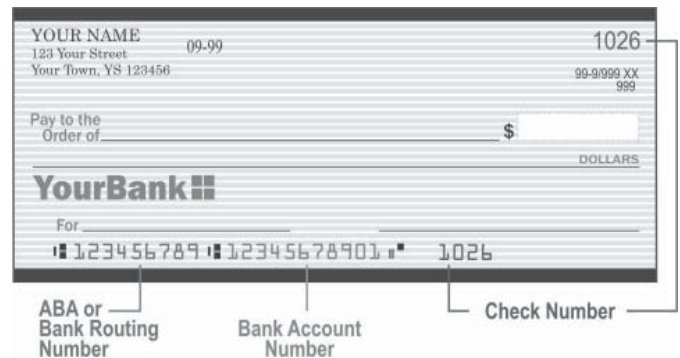 YOUR NAME
123 Your Street
Your Town, YS 123456
09-99
1026
99-9/999 XX
999
Pay to the
Order of
$
DOLLARS
YourBank
For
⑆123456789⑆12345678901⑈ 1026
ABA or
Bank Routing
Number
Bank Account
Number
Check Number